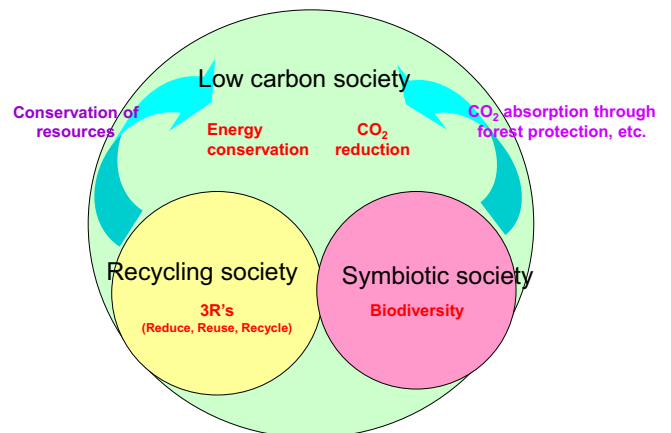 Low carbon society
Conservation of
resources
CO₂ absorption through
forest protection, etc.
Energy
conservation
CO₂
reduction
Recycling society
3R's
(Reduce, Reuse, Recycle)
Symbiotic society
Biodiversity